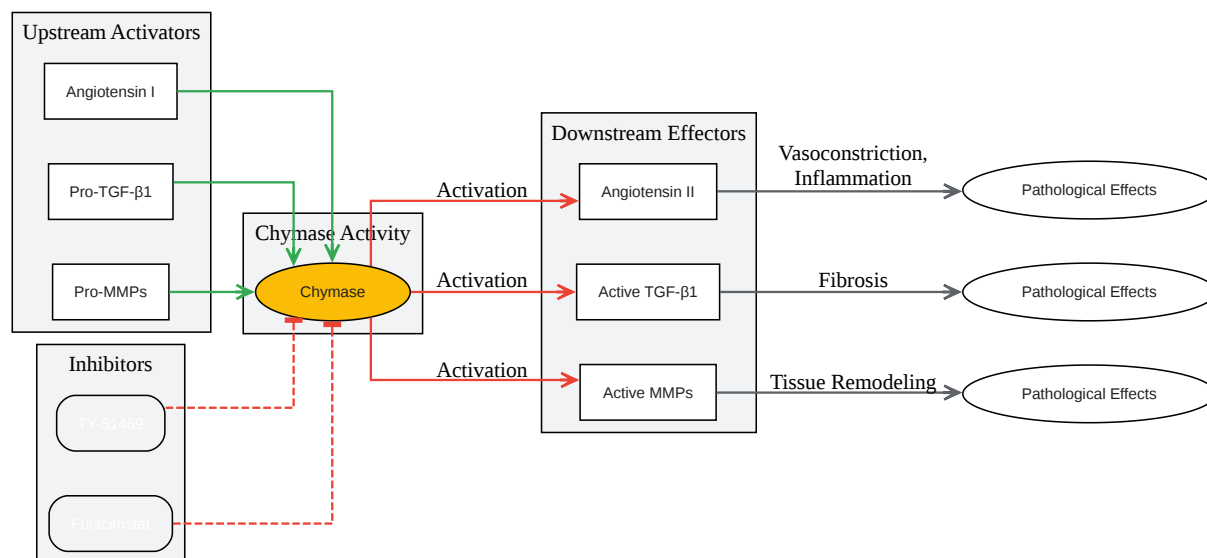 Upstream Activators
Angiotensin I
Pro-TGF-β1
Pro-MMPs
Inhibitors
TY-51469
Fulacimstat
Chymase Activity
Chymase
Activation
Activation
Activation
Downstream Effectors
Angiotensin II
Active TGF-β1
Active MMPs
Vasoconstriction,
Inflammation
Fibrosis
Tissue Remodeling
Pathological Effects
Pathological Effects
Pathological Effects